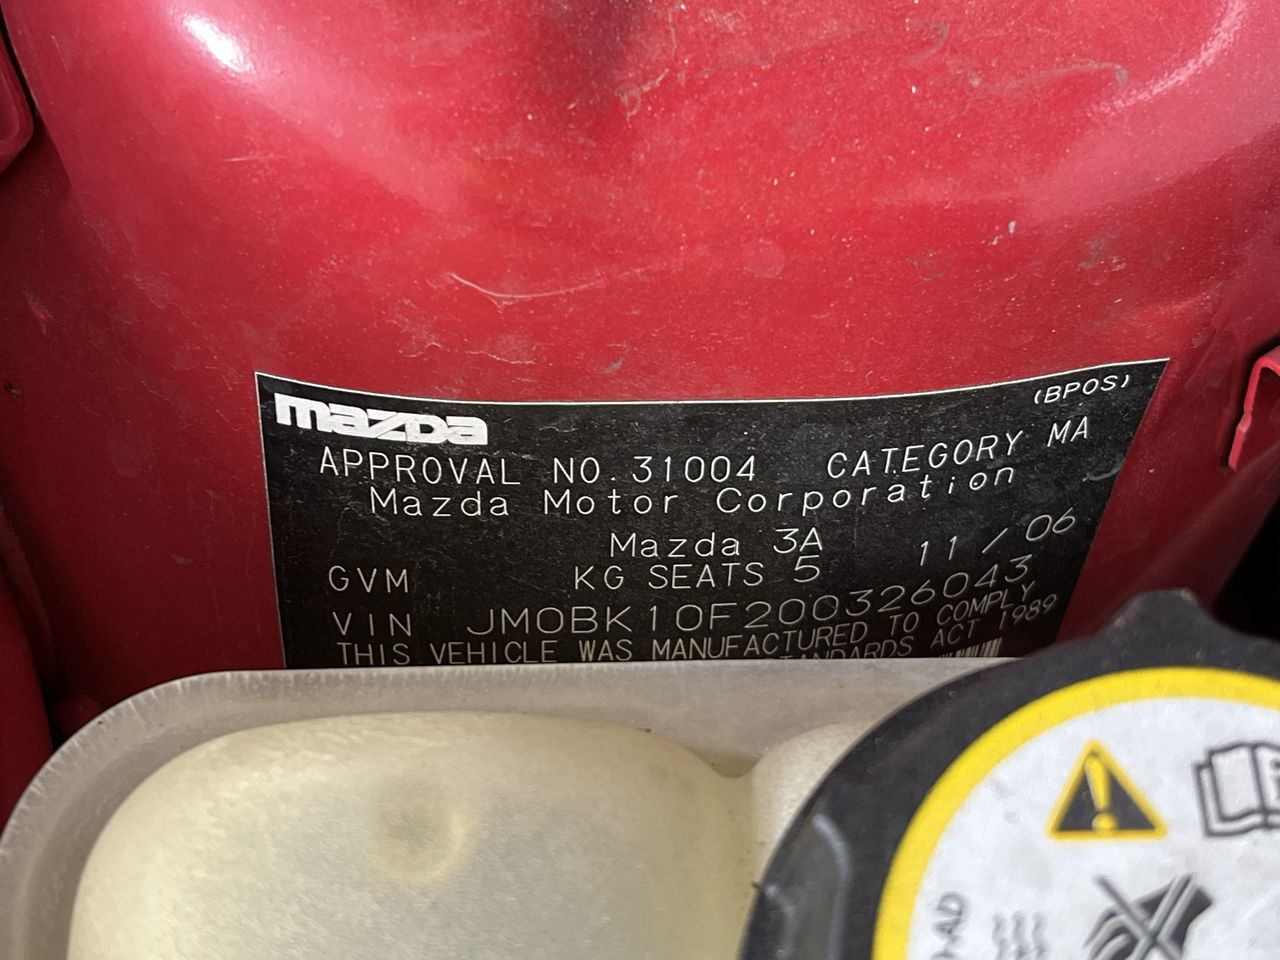 mazda
(BPOS)
APPROVAL NO.31004 CATEGORY MA
Mazda Motor Corporation
Mazda 3A 11/06
GVM KG SEATS 5
VIN JM0BK10F200326043
THIS VEHICLE WAS MANUFACTURED TO COMPLY
STANDARDS ACT 1989